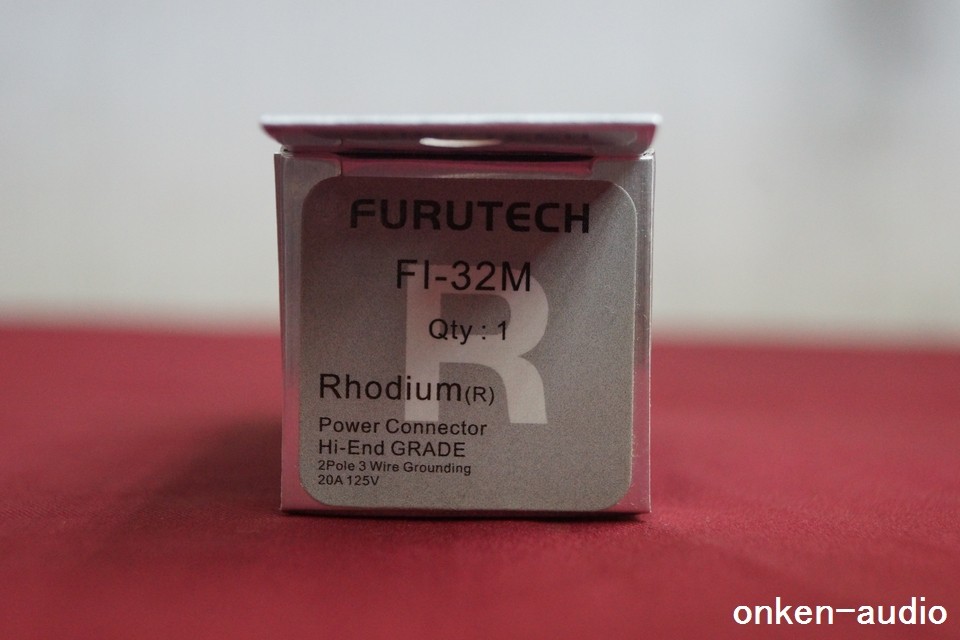 FURUTECH
FI-32M
Qty : 1
R
Rhodium(R)
Power Connector
Hi-End GRADE
2Pole 3 Wire Grounding
20A 125V
onken-audio